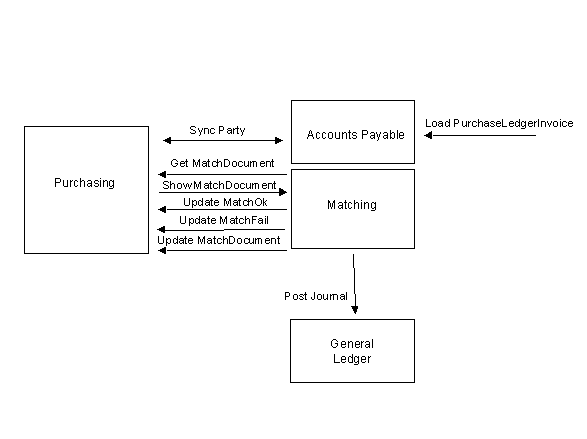 Sync Party
Accounts Payable
Load PurchaseLedgerInvoice
Get MatchDocument
Purchasing
ShowMatchDocument
Update MatchOk
Matching
Update MatchFail
Update MatchDocument
Post Journal
General
Ledger